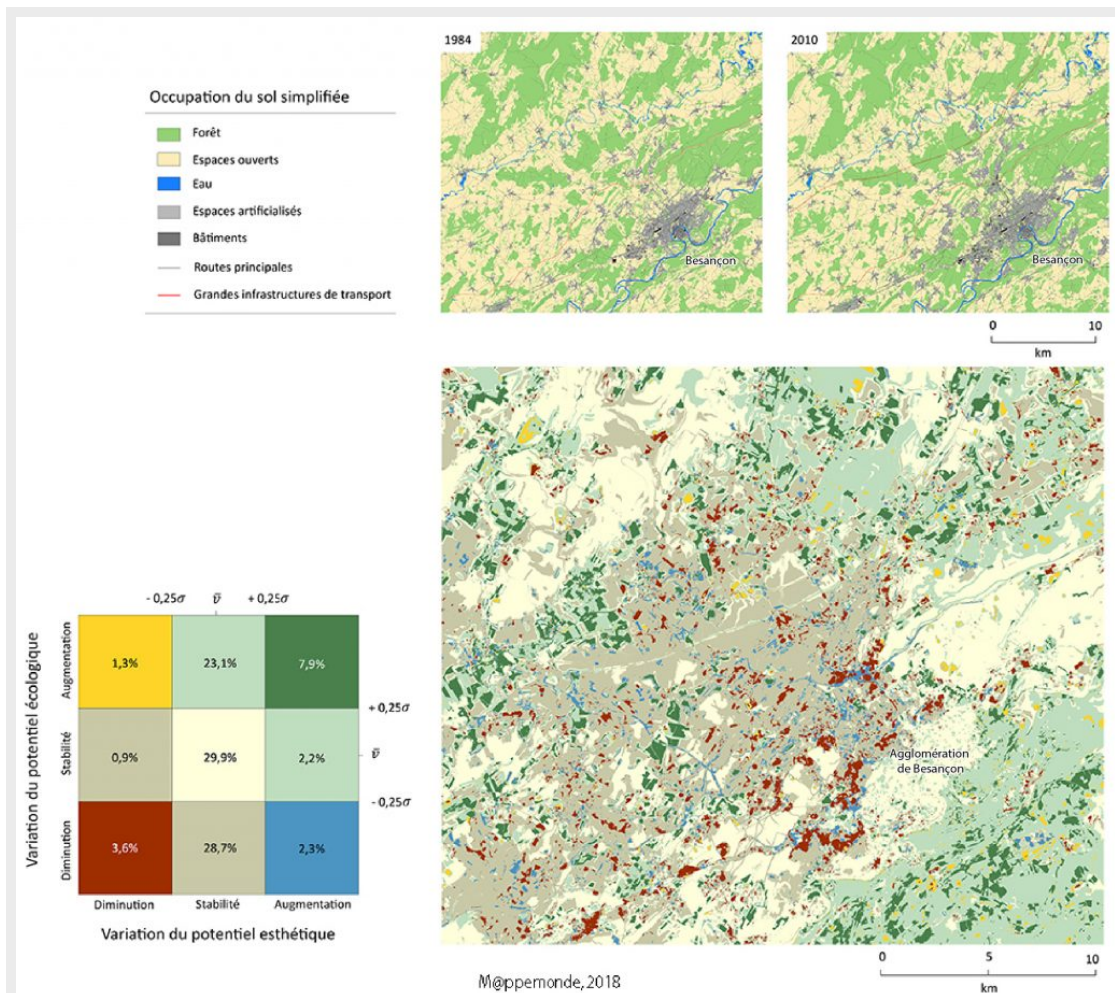 1984
2010
Occupation du sol simplifiée
Forêt
Espaces ouverts
Eau
Espaces artificialisés
Bâtiments
Routes principales
Grandes infrastructures de transport
Besançon
Besançon
0 10
km
Agglomération
de Besançon
- 0,25σ v̅ + 0,25σ
Variation du potentiel écologique
Augmentation
1,3% 23,1% 7,9%
+ 0,25σ
Stabilité
0,9% 29,9% 2,2%
v̅
- 0,25σ
Diminution
3,6% 28,7% 2,3%
Diminution Stabilité Augmentation
Variation du potentiel esthétique
0 5 10
km
M@ppemonde, 2018